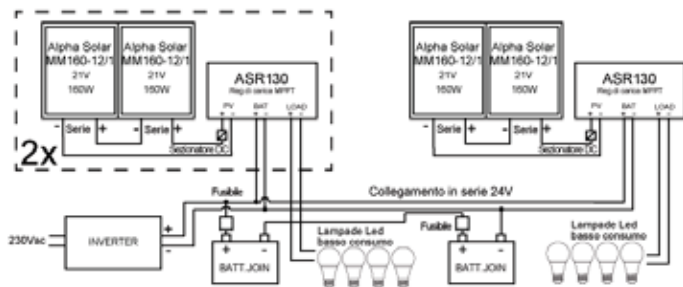 Alpha Solar
MM160-12/1
21V
160W
Alpha Solar
MM160-12/1
21V
160W
ASR130
Reg di carica MPPT
PV BAT LOAD
+ - + - + -
- Serie + - Serie +
Sezionatore DC
2x
Alpha Solar
MM160-12/1
21V
160W
Alpha Solar
MM160-12/1
21V
160W
ASR130
Reg di carica MPPT
PV BAT LOAD
+ - + - + -
- Serie + - Serie +
Sezionatore DC
Fusibile
Collegamento in serie 24V
230Vac
INVERTER
+
-
+ -
BATT.JOIN
Lampade Led
basso consumo
Fusibile
+ -
BATT.JOIN
Lampade Led
basso consumo